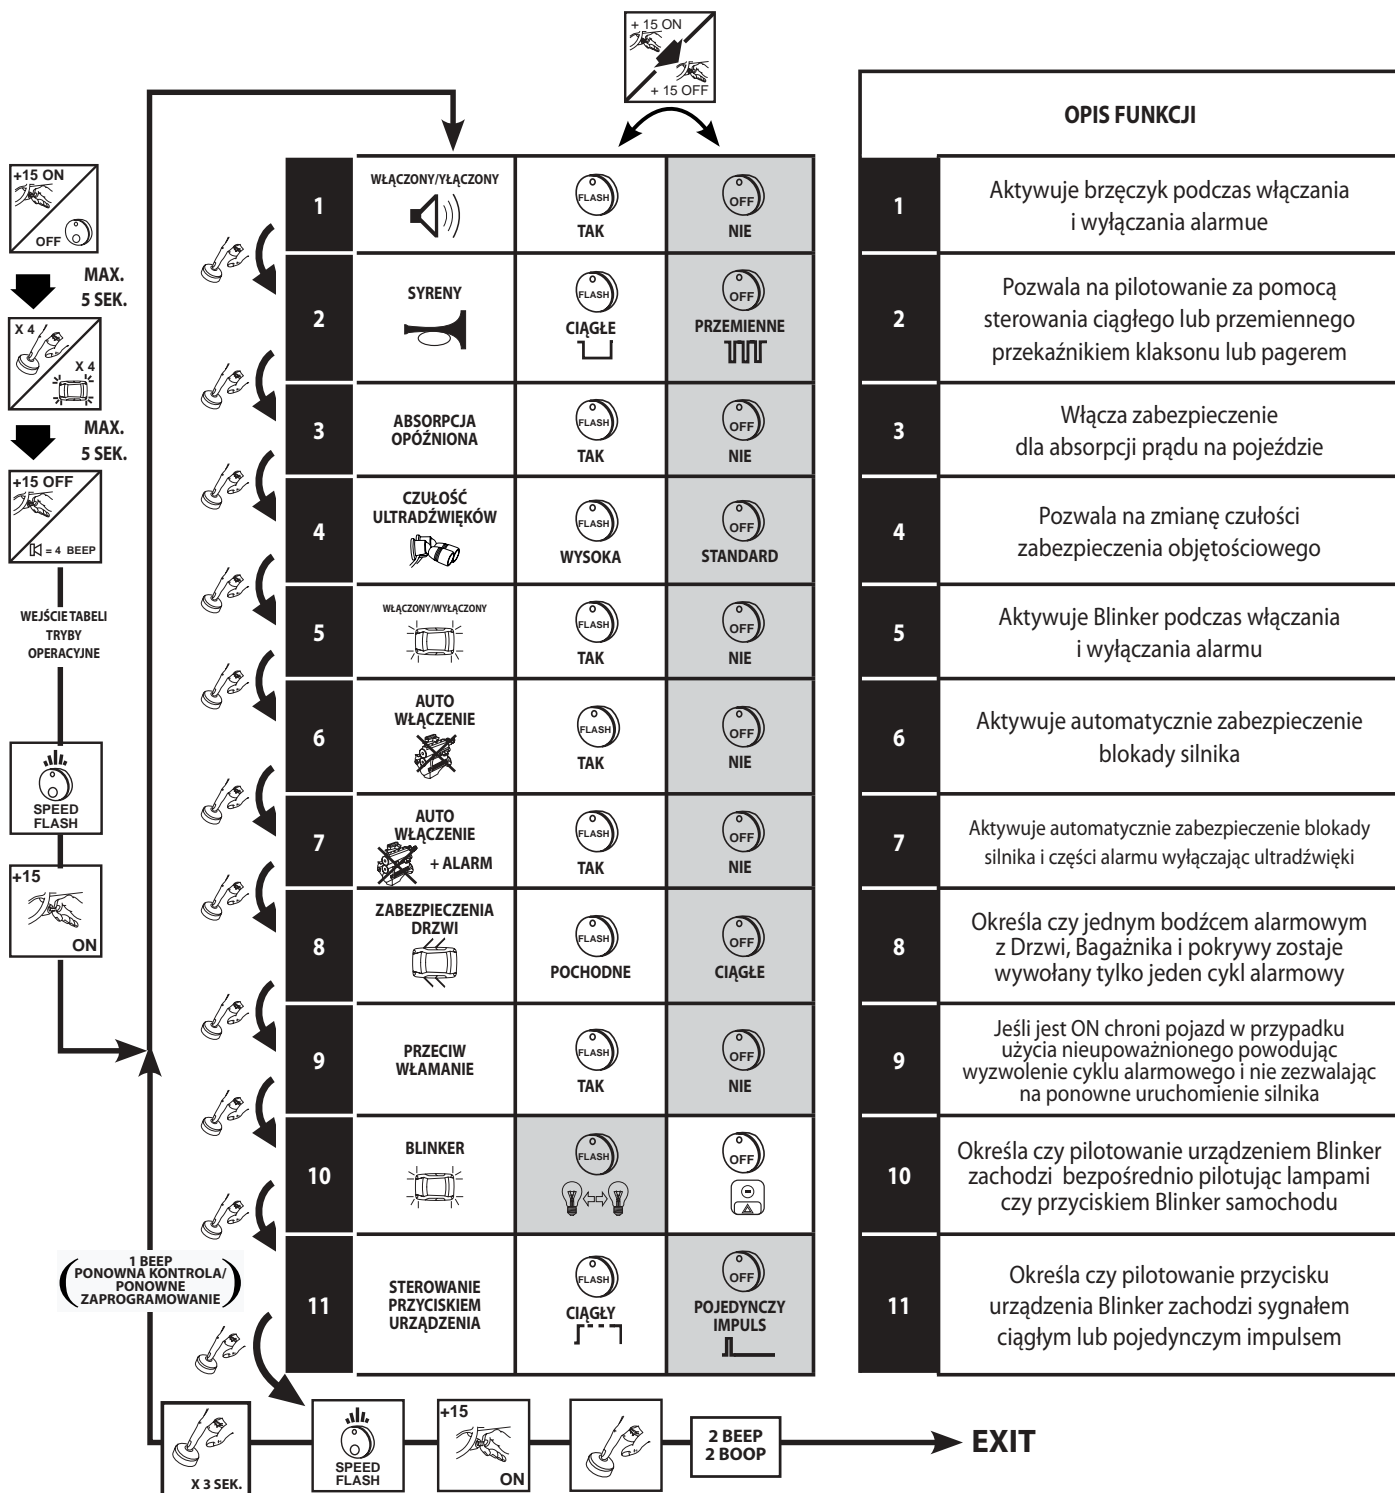 + 15 ON
+ 15 OFF
OPIS FUNKCJI
+15 ON
OFF
MAX.
5 SEK.
X 4
X 4
MAX.
5 SEK.
+15 OFF
= 4 BEEP
WEJŚCIE TABELI
TRYBY
OPERACYJNE
SPEED
FLASH
+15
ON
1
WŁĄCZONY/YŁĄCZONY
FLASH
TAK
OFF
NIE
1
Aktywuje brzęczyk podczas włączania
i wyłączania alarmue
2
SYRENY
FLASH
CIĄGŁE
OFF
PRZEMIENNE
2
Pozwala na pilotowanie za pomocą
sterowania ciągłego lub przemiennego
przekaźnikiem klaksonu lub pagerem
3
ABSORPCJA
OPÓŹNIONA
FLASH
TAK
OFF
NIE
3
Włącza zabezpieczenie
dla absorpcji prądu na pojeździe
4
CZUŁOŚĆ
ULTRADŹWIĘKÓW
FLASH
WYSOKA
OFF
STANDARD
4
Pozwala na zmianę czułości
zabezpieczenia objętościowego
5
WŁĄCZONY/WYŁĄCZONY
FLASH
TAK
OFF
NIE
5
Aktywuje Blinker podczas włączania
i wyłączania alarmu
6
AUTO
WŁĄCZENIE
FLASH
TAK
OFF
NIE
6
Aktywuje automatycznie zabezpieczenie
blokady silnika
7
AUTO
WŁĄCZENIE
+ ALARM
FLASH
TAK
OFF
NIE
7
Aktywuje automatycznie zabezpieczenie blokady
silnika i części alarmu wyłączając ultradźwięki
8
ZABEZPIECZENIA
DRZWI
FLASH
POCHODNE
OFF
CIĄGŁE
8
Określa czy jednym bodźcem alarmowym
z Drzwi, Bagażnika i pokrywy zostaje
wywołany tylko jeden cykl alarmowy
9
PRZECIW
WŁAMANIE
FLASH
TAK
OFF
NIE
9
Jeśli jest ON chroni pojazd w przypadku
użycia nieupoważnionego powodując
wyzwolenie cyklu alarmowego i nie zezwalając
na ponowne uruchomienie silnika
10
BLINKER
FLASH
OFF
10
Określa czy pilotowanie urządzeniem Blinker
zachodzi bezpośrednio pilotując lampami
czy przyciskiem Blinker samochodu
11
STEROWANIE
PRZYCISKIEM
URZĄDZENIA
FLASH
CIĄGŁY
OFF
POJEDYNCZY
IMPULS
11
Określa czy pilotowanie przycisku
urządzenia Blinker zachodzi sygnałem
ciągłym lub pojedynczym impulsem
( 1 BEEP
PONOWNA KONTROLA/
PONOWNE
ZAPROGRAMOWANIE )
X 3 SEK.
SPEED
FLASH
+15
ON
2 BEEP
2 BOOP
EXIT